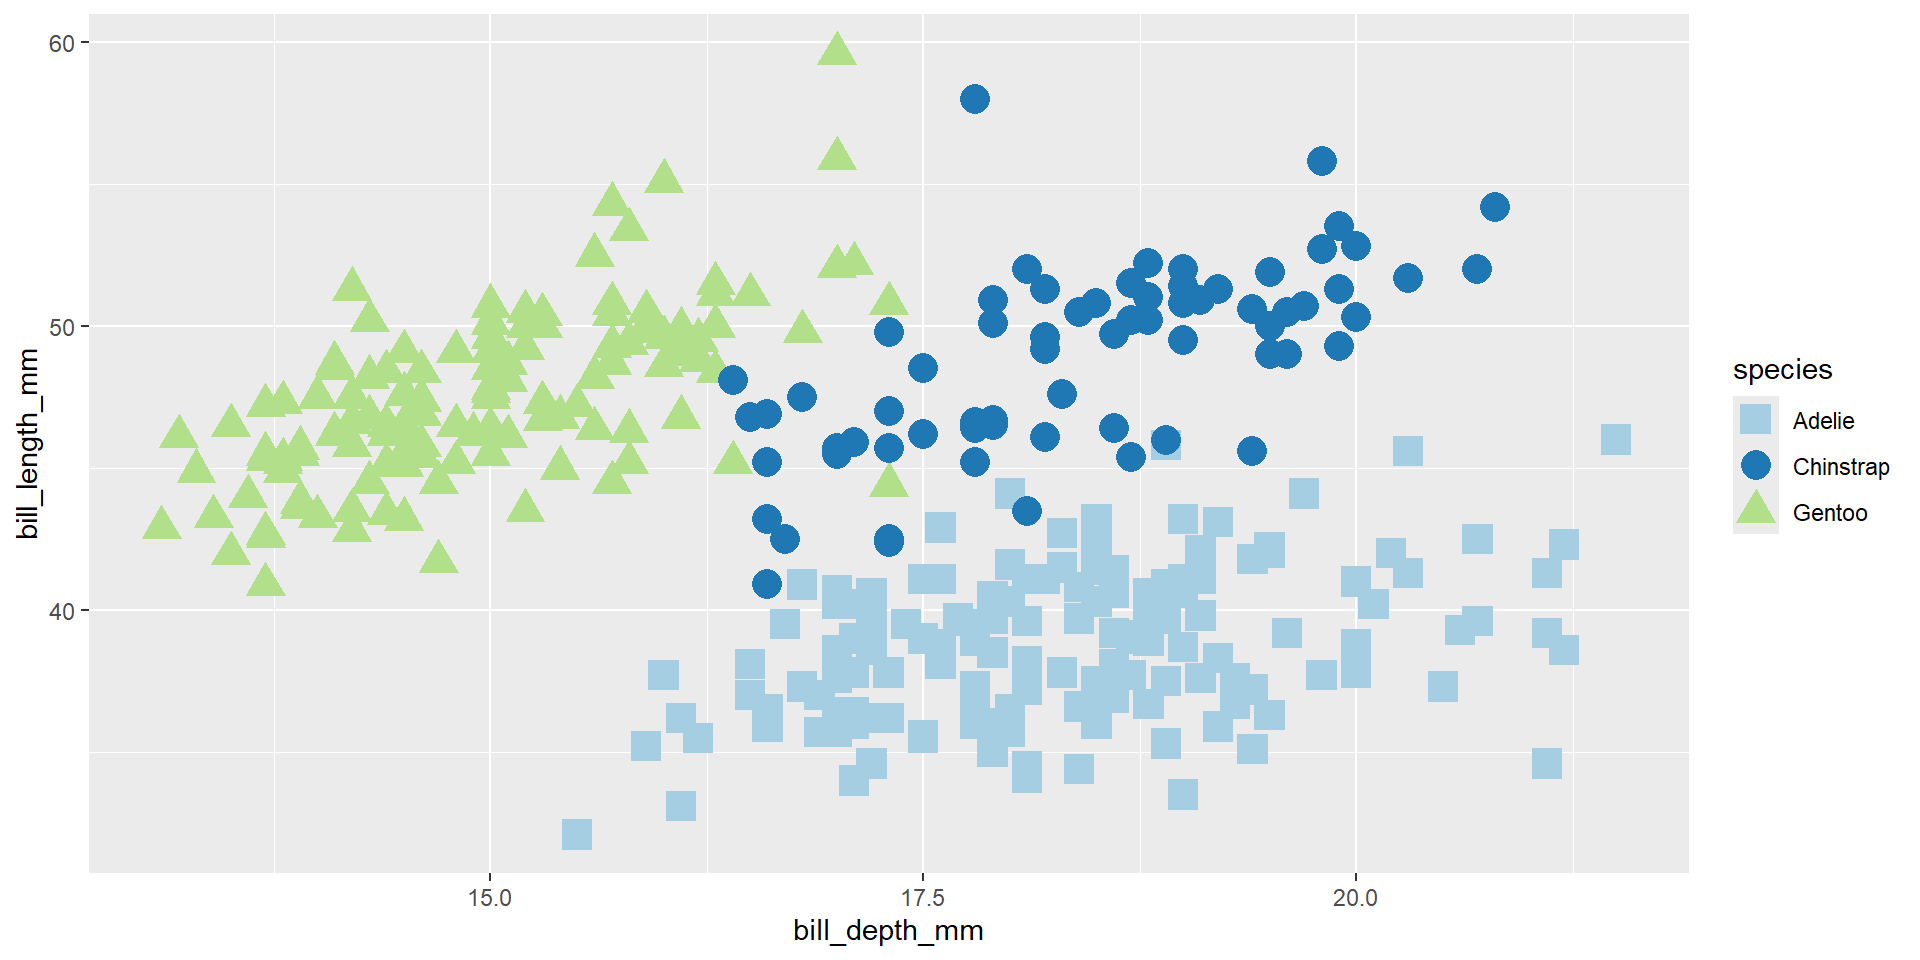 60
50
40
bill_length_mm
15.0
17.5
20.0
bill_depth_mm
species
Adelie
Chinstrap
Gentoo